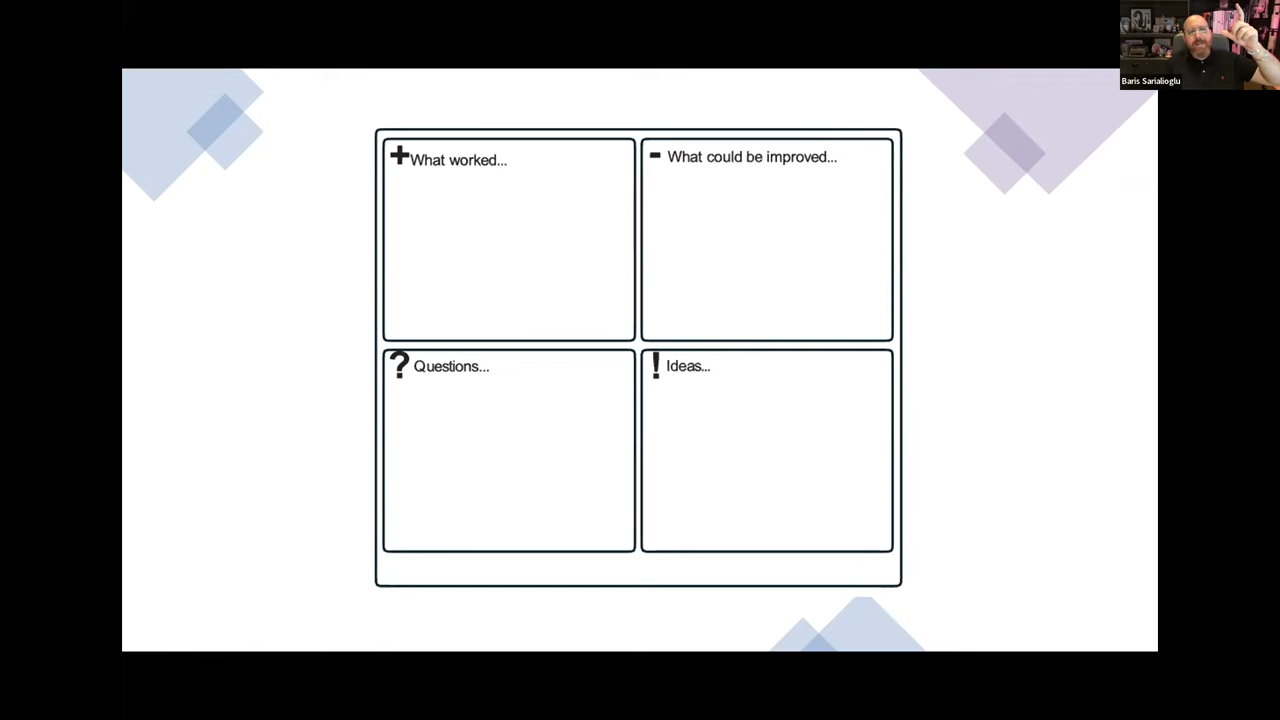 Baris Sarialioglu
+ What worked...
- What could be improved...
? Questions...
! Ideas...